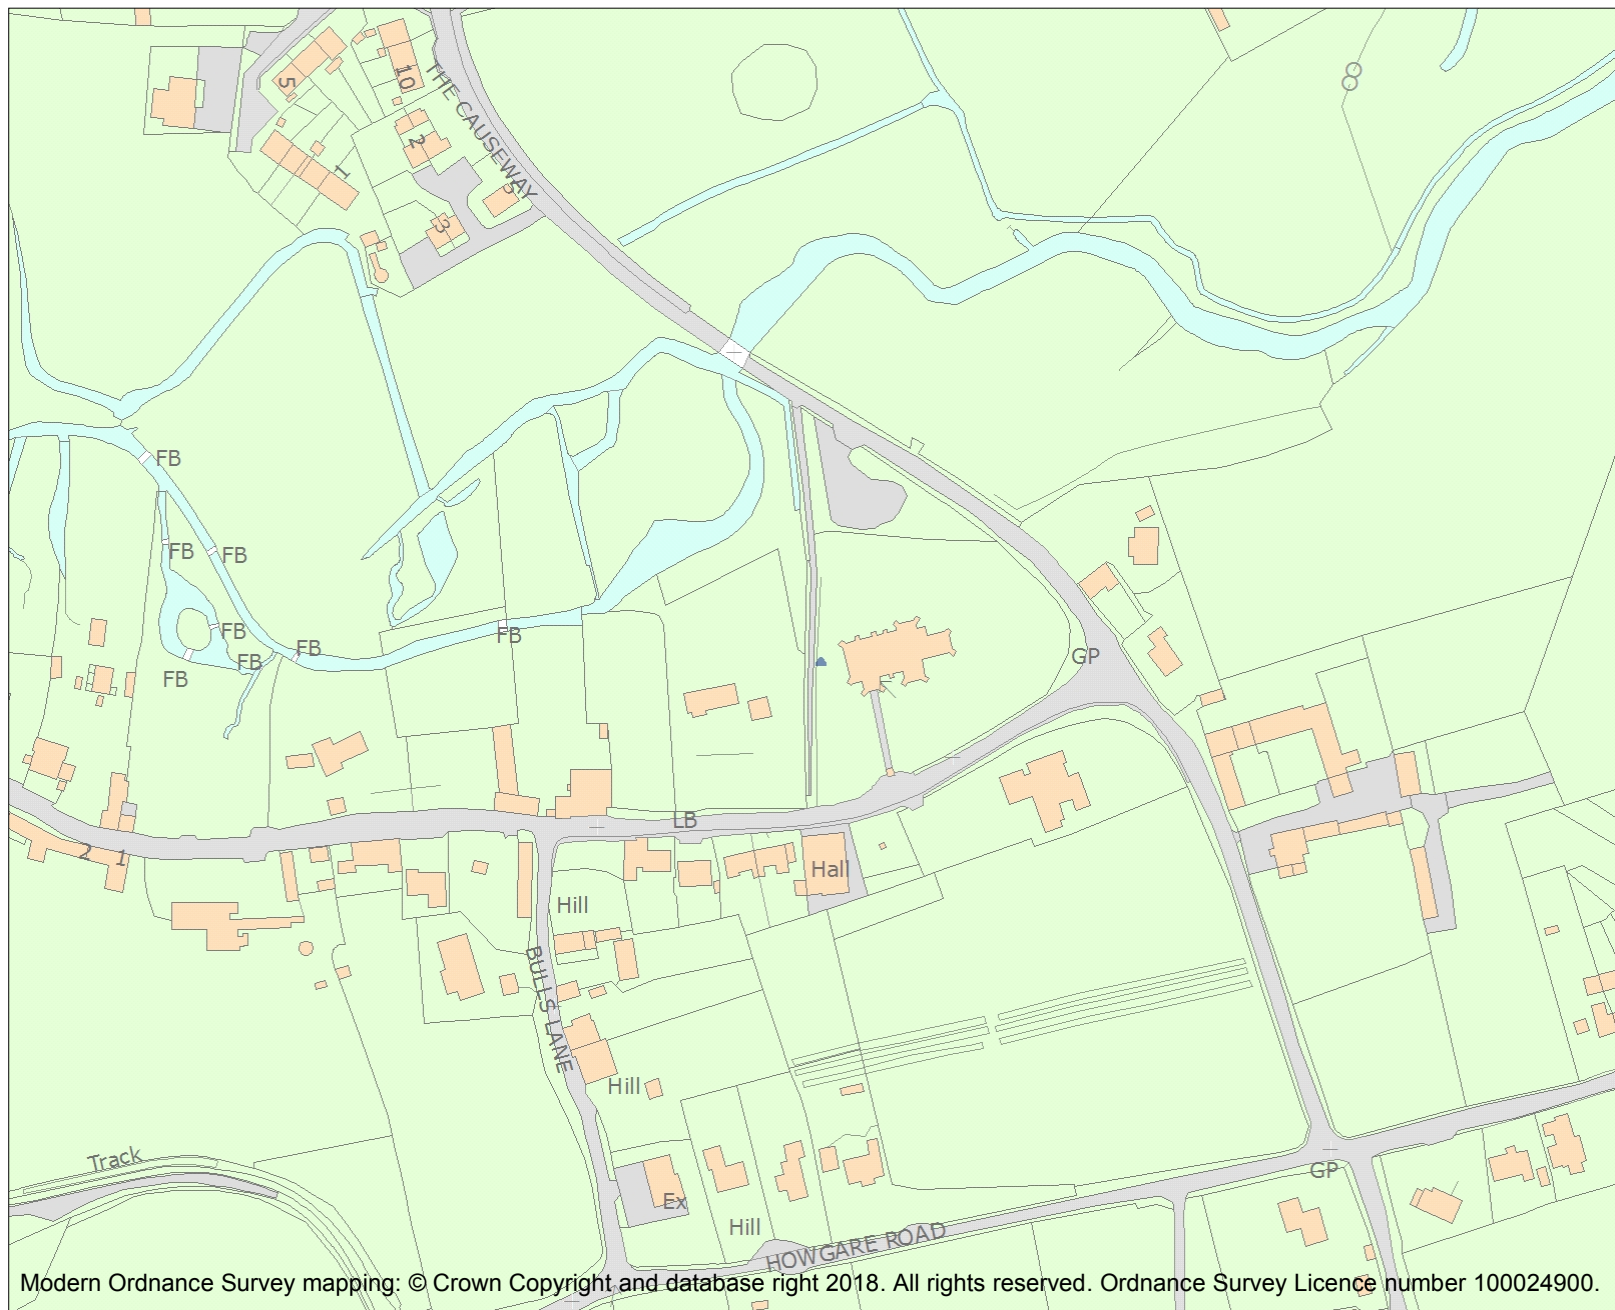 5
10
THE CAUSEWAY
2
1
5
3
8
FB
FB
FB
FB
FB
FB
FB
FB
GP
LB
2
1
Hall
Hill
BULLS LANE
Hill
Track
Ex
GP
Hill
HOWGARE ROAD
Modern Ordnance Survey mapping: © Crown Copyright and database right 2018. All rights reserved. Ordnance Survey Licence number 100024900.